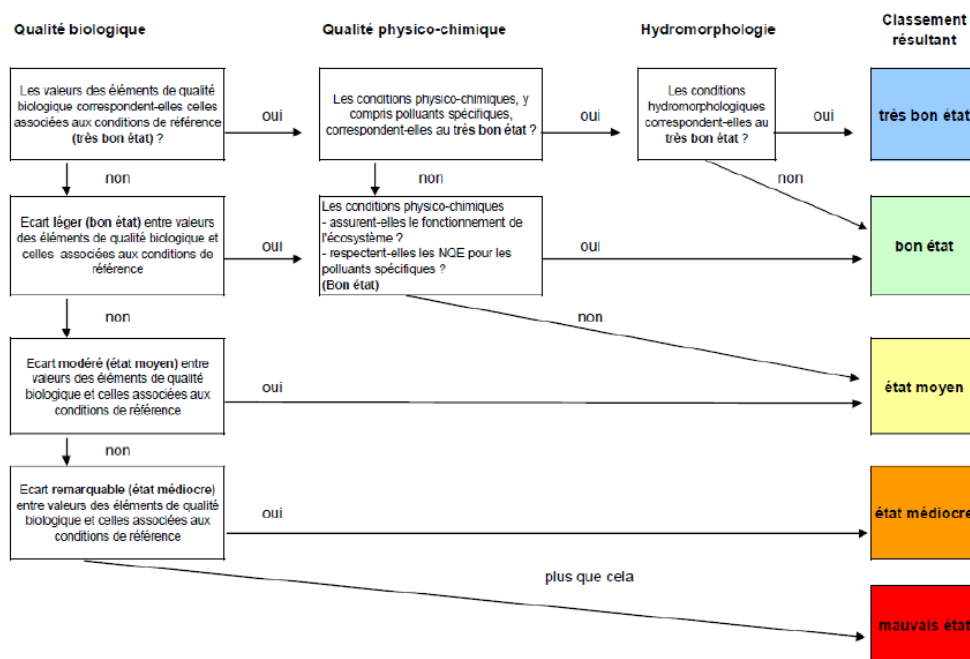 Qualité biologique
Qualité physico-chimique
Hydromorphologie
Classement
résultant
Les valeurs des éléments de qualité
biologique correspondent-elles celles
associées aux conditions de référence
(très bon état) ?
oui
Les conditions physico-chimiques, y
compris polluants spécifiques,
correspondent-elles au très bon état ?
oui
Les conditions
hydromorphologiques
correspondent-elles au
très bon état ?
oui
très bon état
non
non
non
Ecart léger (bon état) entre valeurs
des éléments de qualité biologique et
celles associées aux conditions de
référence
oui
Les conditions physico-chimiques
- assurent-elles le fonctionnement de
l'écosystème ?
- respectent-elles les NQE pour les
polluants spécifiques ?
(Bon état)
oui
bon état
non
non
Ecart modéré (état moyen) entre
valeurs des éléments de qualité
biologique et celles associées aux
conditions de référence
oui
état moyen
non
Ecart remarquable (état médiocre)
entre valeurs des éléments de qualité
biologique et celles associées aux
conditions de référence
oui
état médiocre
plus que cela
mauvais état